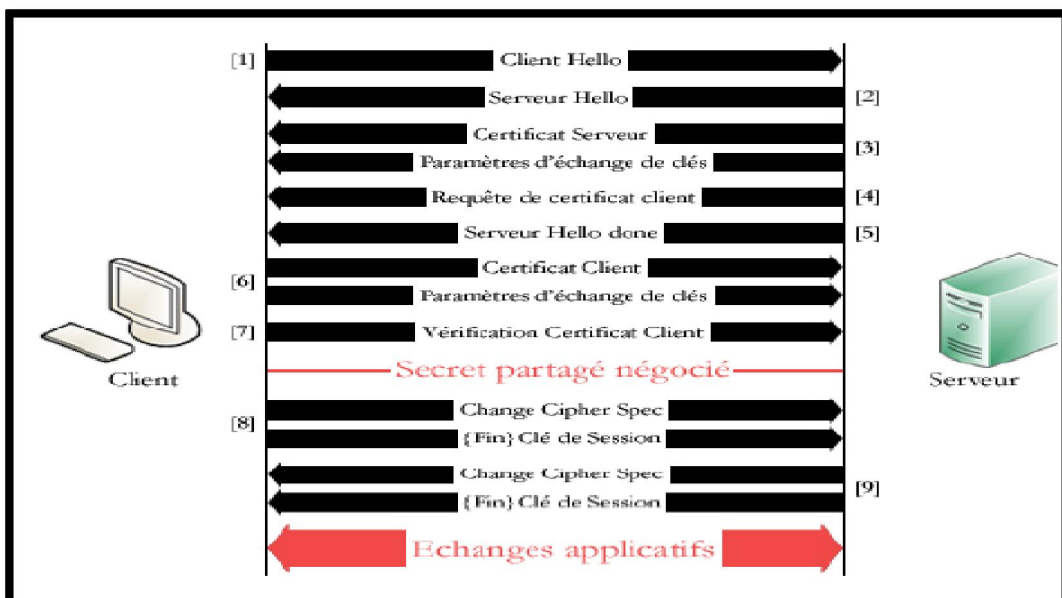 [1] Client Hello
Serveur Hello [2]
Certificat Serveur
[3]
Paramètres d'échange de clés
Requête de certificat client [4]
Serveur Hello done [5]
Certificat Client
[6]
Paramètres d'échange de clés
[7] Vérification Certificat Client
Secret partagé négocié
Client
Serveur
Change Cipher Spec
[8]
{Fin}Clé de Session
Change Cipher Spec
[9]
{Fin}Clé de Session
Echanges applicatifs